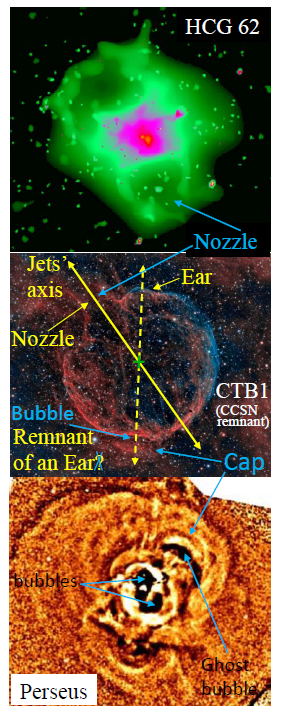 HCG 62
Nozzle
Jets'
axis
Ear
Nozzle
CTB1
(CCSN
remnant)
Bubble
Remnant
of an Ear?
Cap
bubbles
Ghost
bubble
Perseus